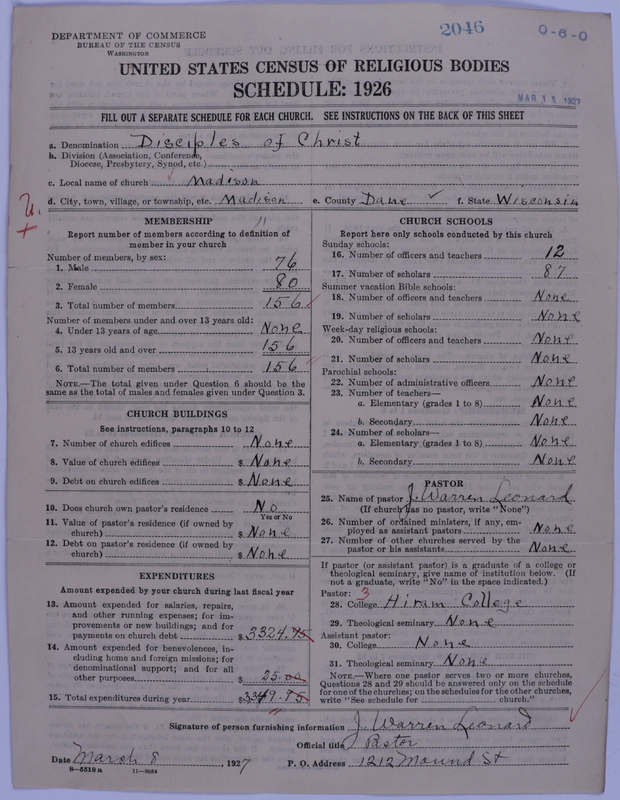 2046
0-6-0
DEPARTMENT OF COMMERCE
BUREAU OF THE CENSUS
WASHINGTON
UNITED STATES CENSUS OF RELIGIOUS BODIES
SCHEDULE: 1926
MAR 11 1927
FILL OUT A SEPARATE SCHEDULE FOR EACH CHURCH. SEE INSTRUCTIONS ON THE BACK OF THIS SHEET
a. Denomination Disciples of Christ
b. Division (Association, Conference,
Diocese, Presbytery, Synod, etc.)
c. Local name of church Madison
d. City, town, village, or township, etc. Madison e. County Dane f. State Wisconsin
MEMBERSHIP
Report number of members according to definition of
member in your church
Number of members, by sex:
1. Male 76
2. Female 80
3. Total number of members 156
Number of members under and over 13 years old:
4. Under 13 years of age None
5. 13 years old and over 156
6. Total number of members 156
NOTE.—The total given under Question 6 should be the
same as the total of males and females given under Question 3.
CHURCH BUILDINGS
See instructions, paragraphs 10 to 12
7. Number of church edifices None
8. Value of church edifices $ None
9. Debt on church edifices $ None
10. Does church own pastor's residence No
Yes or No
11. Value of pastor's residence (if owned by
church) $ None
12. Debt on pastor's residence (if owned by
church) $ None
EXPENDITURES
Amount expended by your church during last fiscal year
13. Amount expended for salaries, repairs,
and other running expenses; for im-
provements or new buildings; and for
payments on church debt $ 3324.95
14. Amount expended for benevolences, in-
cluding home and foreign missions; for
denominational support; and for all
other purposes $ 25.00
15. Total expenditures during year $ 3349.95
CHURCH SCHOOLS
Report here only schools conducted by this church
Sunday schools:
16. Number of officers and teachers 12
17. Number of scholars 87
Summer vacation Bible schools:
18. Number of officers and teachers None
19. Number of scholars None
Week-day religious schools:
20. Number of officers and teachers None
21. Number of scholars None
Parochial schools:
22. Number of administrative officers None
23. Number of teachers—
a. Elementary (grades 1 to 8) None
b. Secondary None
24. Number of scholars—
a. Elementary (grades 1 to 8) None
b. Secondary None
PASTOR
25. Name of pastor J. Warren Leonard
(If church has no pastor, write "None")
26. Number of ordained ministers, if any, em-
ployed as assistant pastors None
27. Number of other churches served by the
pastor or his assistants None
If pastor (or assistant pastor) is a graduate of a college or
theological seminary, give name of institution below. (If
not a graduate, write "No" in the space indicated.)
Pastor: 3
28. College Hiram College
29. Theological seminary None
Assistant pastor:
30. College None
31. Theological seminary None
NOTE.—Where one pastor serves two or more churches,
Questions 28 and 29 should be answered only on the schedule
for one of the churches; on the schedules for the other churches,
write "See schedule for church."
Signature of person furnishing information J. Warren Leonard
Official title Pastor
Date March 8, 1927 P. O. Address 1212 Mound St
8—5518 a 11—9034